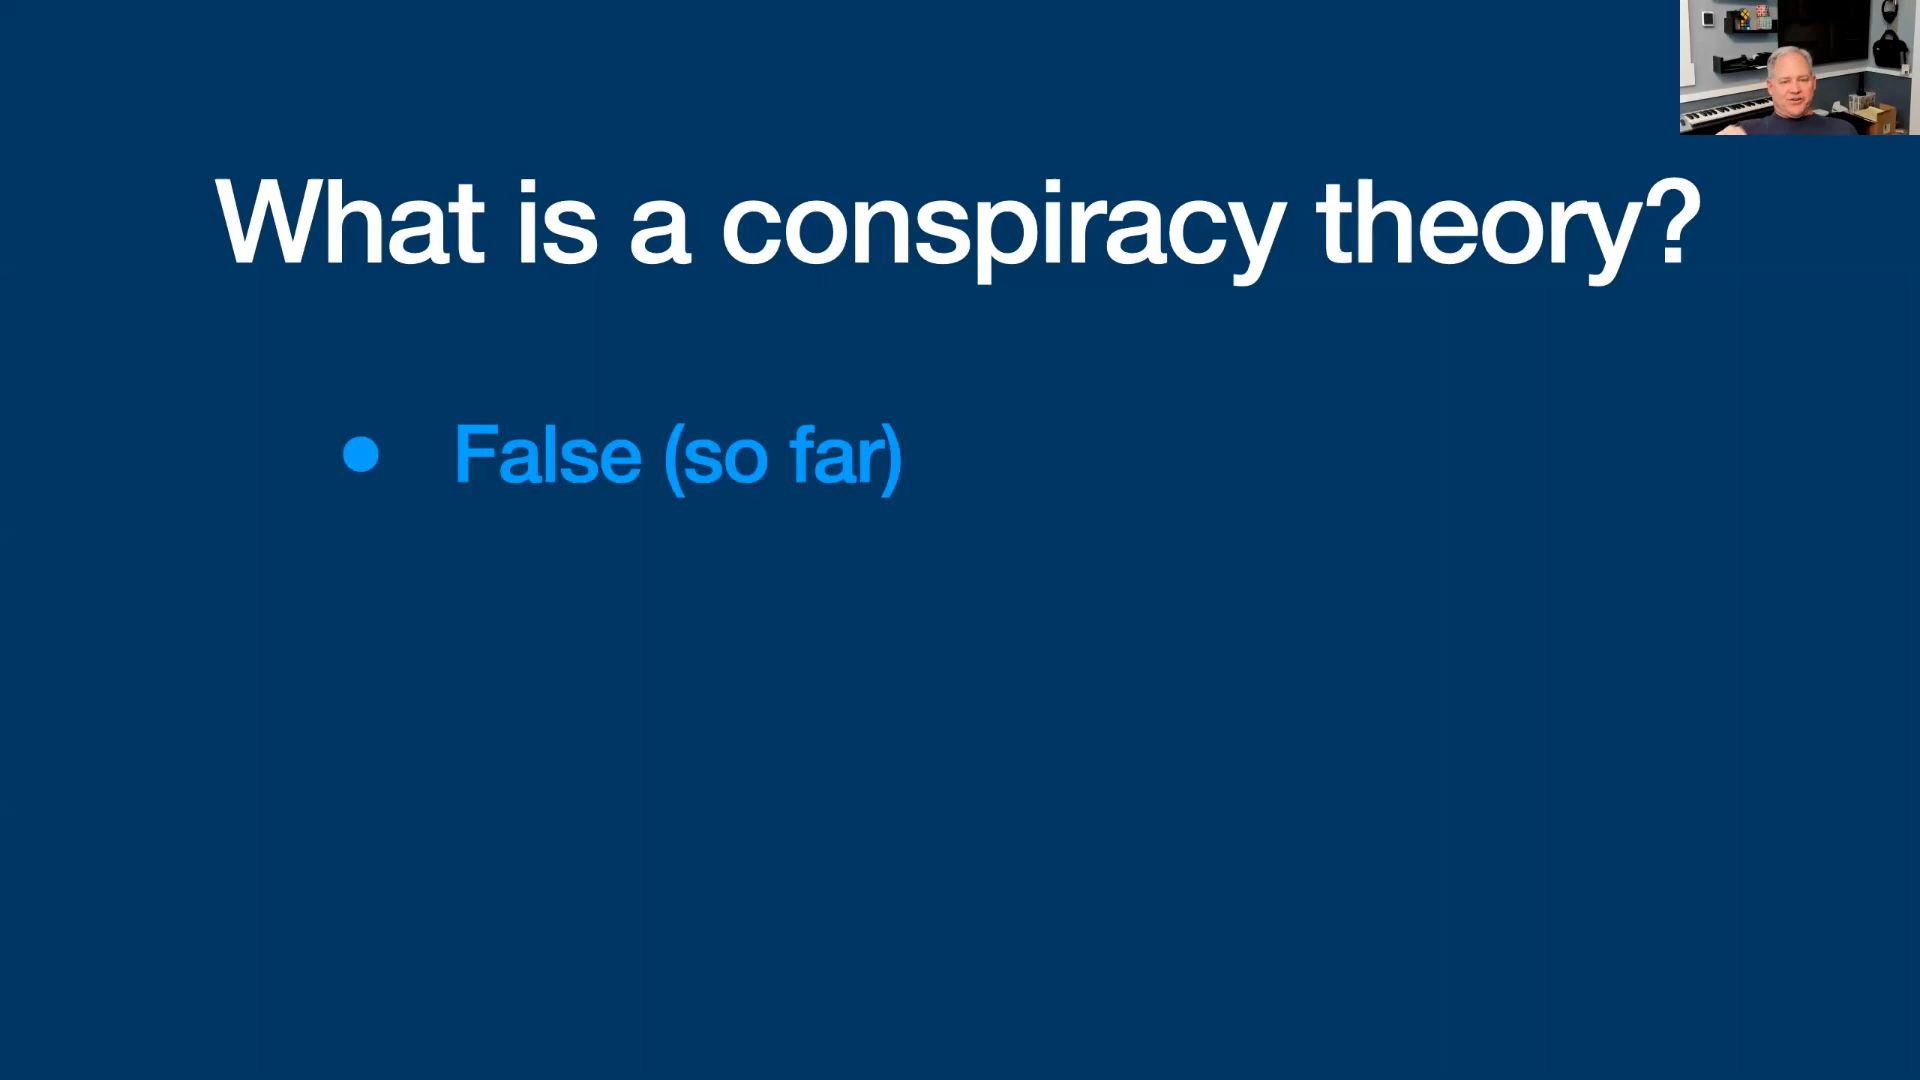 What is a conspiracy theory?
● False (so far)